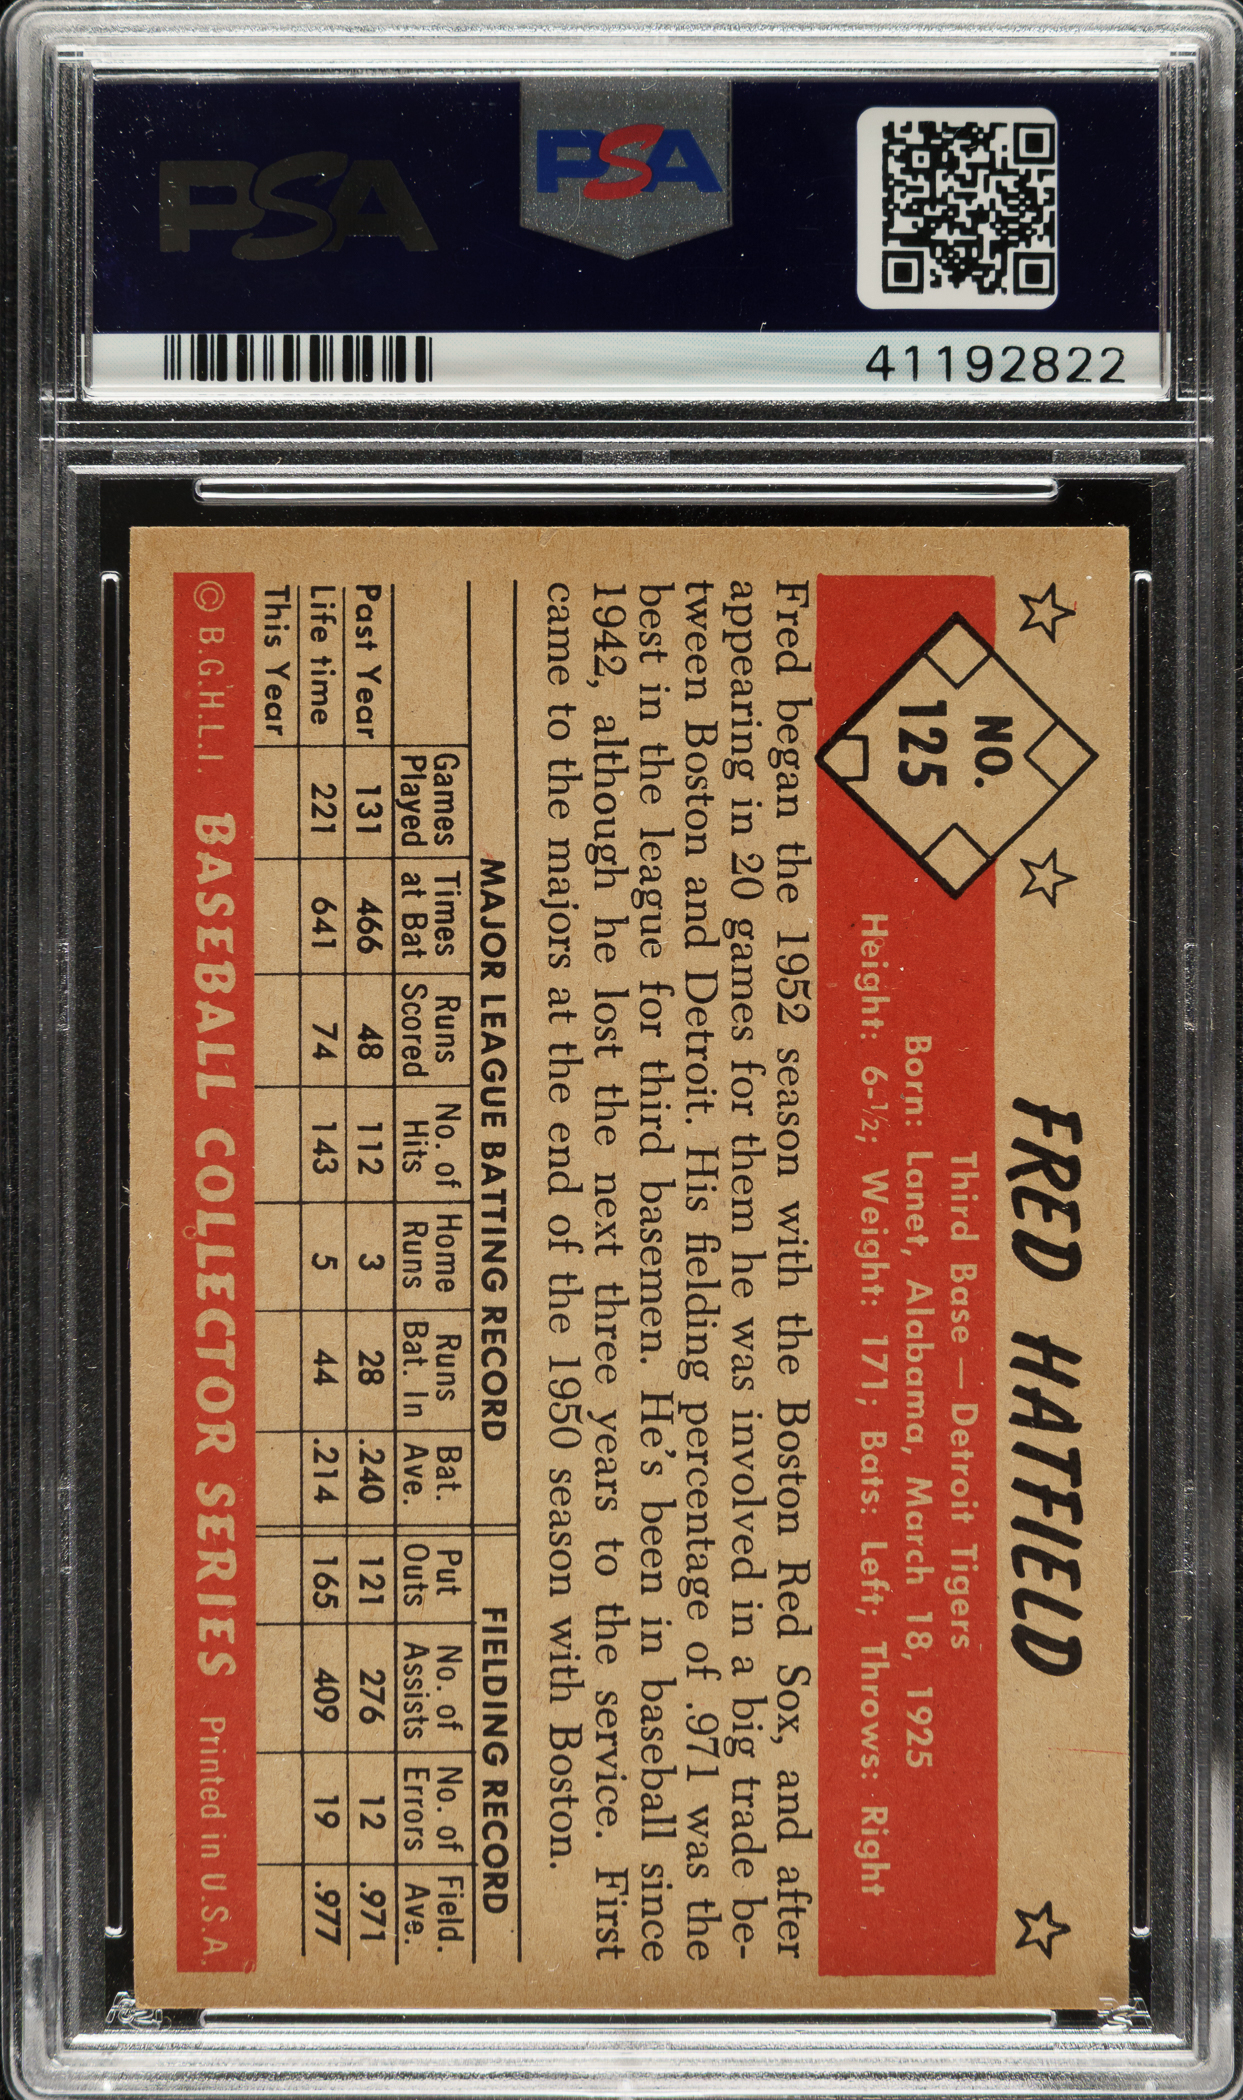 PSA
PSA
41192822
NO.
125
FRED HATFIELD
Third Base — Detroit Tigers
Born: Lanet, Alabama, March 18, 1925
Height: 6-½; Weight: 171; Bats: Left; Throws: Right
Fred began the 1952 season with the Boston Red Sox, and after
appearing in 20 games for them he was involved in a big trade be-
tween Boston and Detroit. His fielding percentage of .971 was the
best in the league for third basemen. He's been in baseball since
1942, although he lost the next three years to the service. First
came to the majors at the end of the 1950 season with Boston.
MAJOR LEAGUE BATTING RECORD FIELDING RECORD
Games Times Runs No. of Home Runs Bat. Put No. of No. of Field.
Played at Bat Scored Hits Runs Bat. In Ave. Outs Assists Errors Ave.
Past Year 131 466 48 112 3 28 .240 121 276 12 .971
Life time 221 641 74 143 5 44 .214 165 409 19 .977
This Year
© B.G.H.L.I. BASEBALL COLLECTOR SERIES Printed in U.S.A.